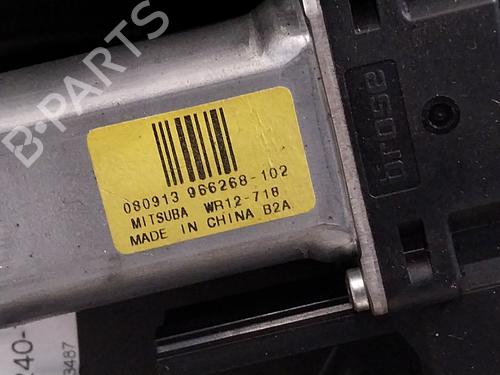 080913 966268-102
MITSUBA WR12-718
MADE IN CHINA B2A
brose
B-PARTS
240-
3487